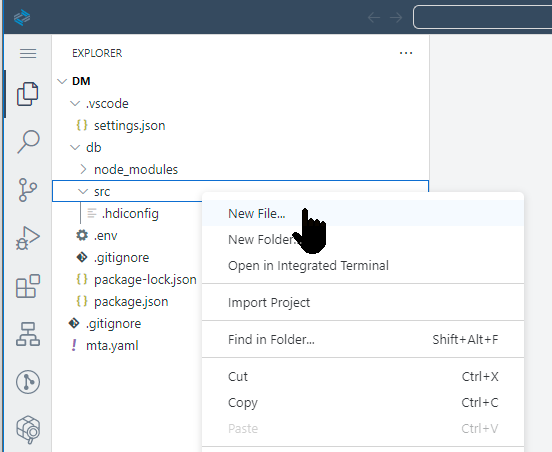 EXPLORER
DM
.vscode
settings.json
db
node_modules
src
.hdiconfig
.env
.gitignore
package-lock.json
package.json
.gitignore
mta.yaml
New File...
New Folder...
Open in Integrated Terminal
Import Project
Find in Folder... Shift+Alt+F
Cut Ctrl+X
Copy Ctrl+C
Paste Ctrl+V